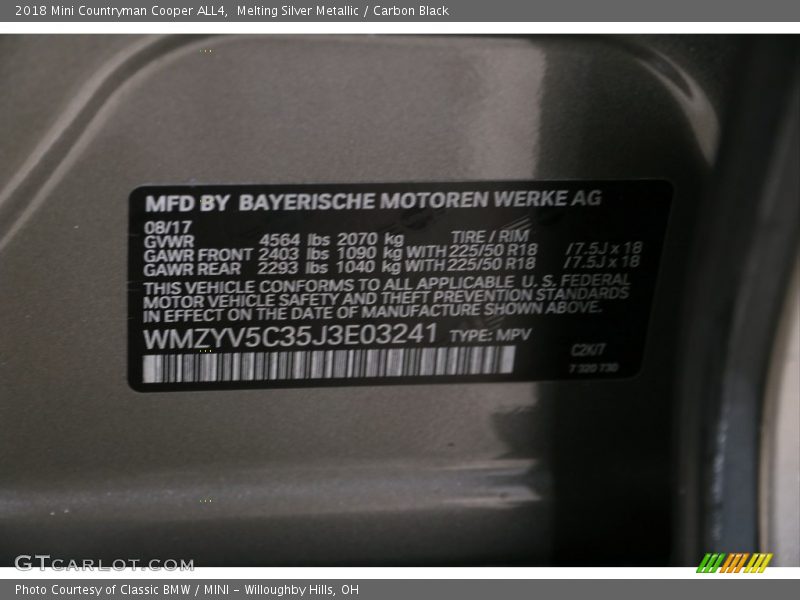 2018 Mini Countryman Cooper ALL4,  Melting Silver Metallic / Carbon Black
MFD BY BAYERISCHE MOTOREN WERKE AG
08/17
GVWR 4564 lbs 2070 kg TIRE / RIM
GAWR FRONT 2403 lbs 1090 kg WITH 225/50 R18 /7.5J x 18
GAWR REAR 2293 lbs 1040 kg WITH 225/50 R18 /7.5J x 18
THIS VEHICLE CONFORMS TO ALL APPLICABLE U. S. FEDERAL
MOTOR VEHICLE SAFETY AND THEFT PREVENTION STANDARDS
IN EFFECT ON THE DATE OF MANUFACTURE SHOWN ABOVE.
WMZYV5C35J3E03241 TYPE: MPV
C2K/7
7 320 730
GTCARLOT.COM
Photo Courtesy of Classic BMW / MINI - Willoughby Hills, OH